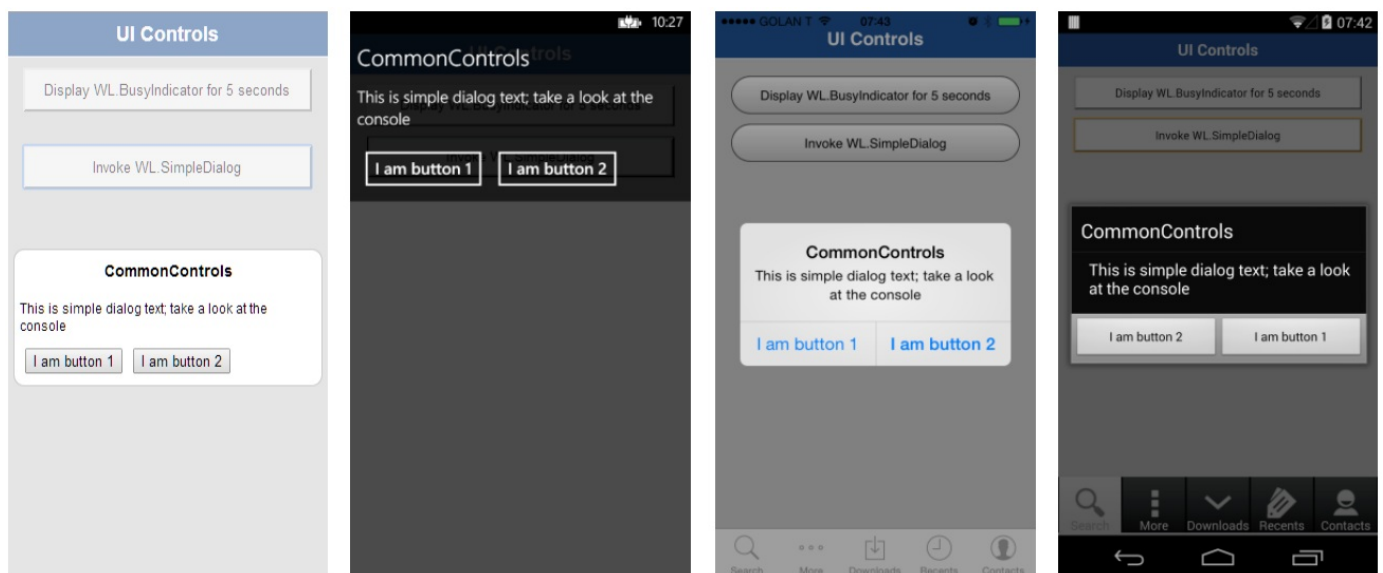 UI Controls
Display WL.BusyIndicator for 5 seconds
Invoke WL.SimpleDialog
CommonControls
This is simple dialog text; take a look at the
console
I am button 1 I am button 2
10:27
UI Controls
CommonControls
This is simple dialog text; take a look at the
console
Invoke WL.SimpleDialog
I am button 1 I am button 2
GOLAN T 07:43
UI Controls
Display WL.BusyIndicator for 5 seconds
Invoke WL.SimpleDialog
CommonControls
This is simple dialog text; take a look
at the console
I am button 1 I am button 2
Search More Downloads Recents Contacts
07:42
UI Controls
Display WL.BusyIndicator for 5 seconds
Invoke WL.SimpleDialog
CommonControls
This is simple dialog text; take a look
at the console
I am button 2 I am button 1
Search More Downloads Recents Contacts